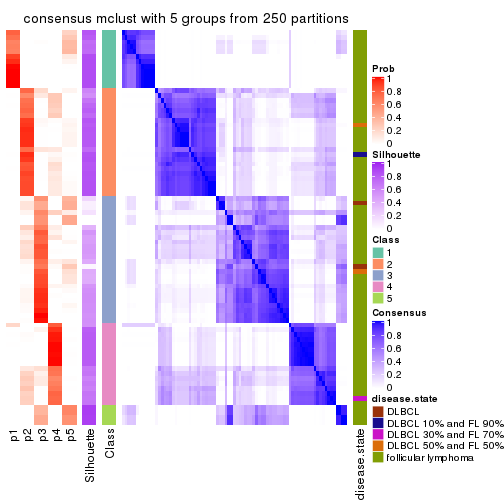 consensus mclust with 5 groups from 250 partitions
Prob
1
0.8
0.6
0.4
0.2
0
Silhouette
1
0.8
0.6
0.4
0.2
0
Class
1
2
3
4
5
Consensus
1
0.8
0.6
0.4
0.2
0
disease.state
DLBCL
DLBCL 10% and FL 90%
DLBCL 30% and FL 70%
DLBCL 50% and FL 50%
follicular lymphoma
p1
p2
p3
p4
p5
Silhouette
Class
disease.state